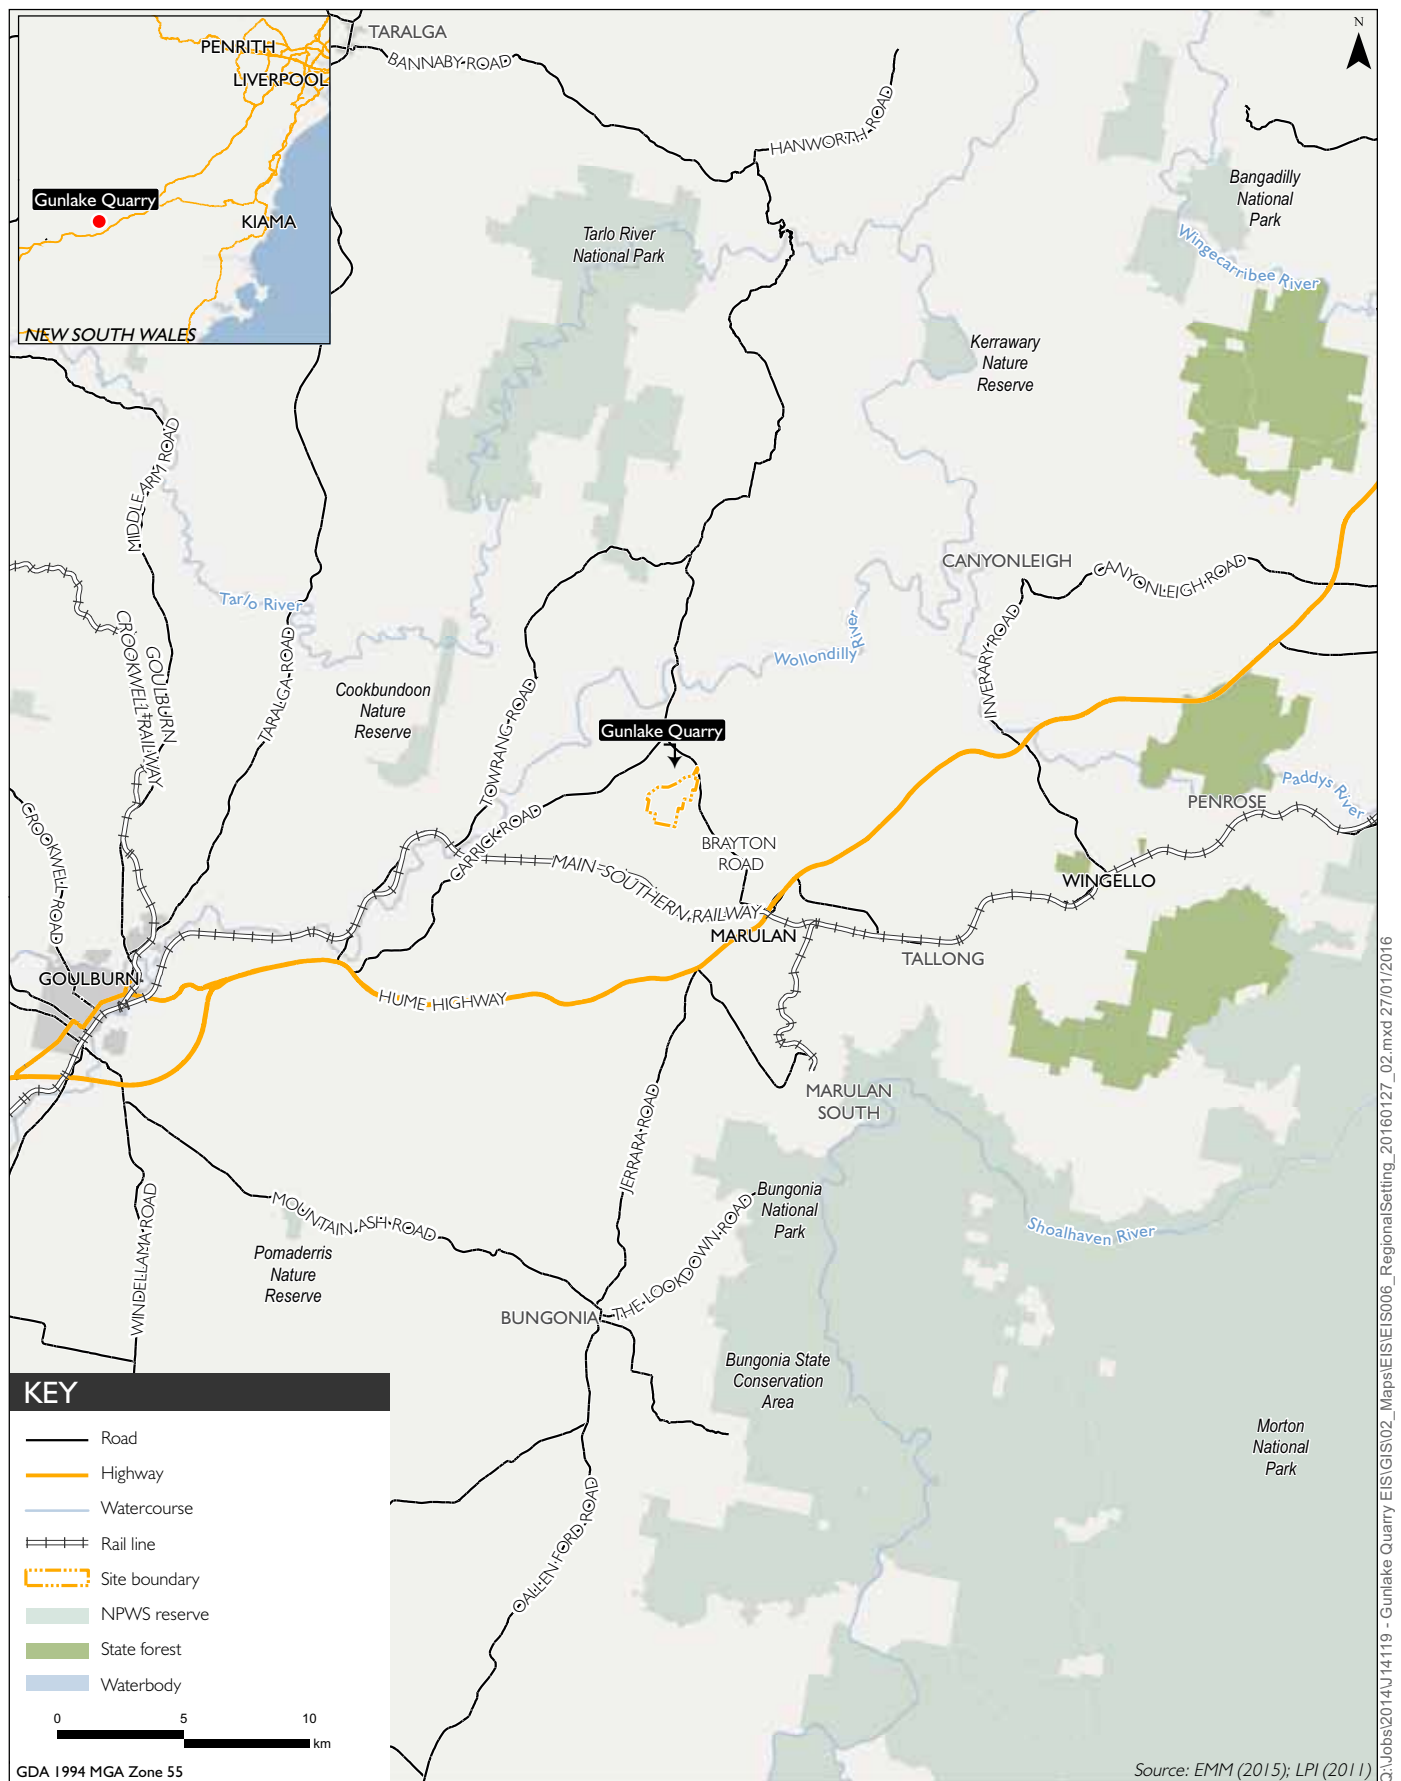 PENRITH
LIVERPOOL
Gunlake Quarry
KIAMA
NEW SOUTH WALES
TARALGA
BANNABY ROAD
HANWORTH ROAD
N
Bangadilly
National
Park
Wingecarribee River
Tarlo River
National Park
Kerrawary
Nature
Reserve
MIDDLE ARM ROAD
CANYONLEIGH
CANYONLEIGH ROAD
Tarlo River
GOULBURN
CROOKWELL RAILWAY
TARALGA ROAD
Wollondilly River
INVERARY ROAD
Cookbundoon
Nature
Reserve
TOWRANG ROAD
Gunlake Quarry
Paddys River
PENROSE
CROOKWELL ROAD
CARRICK ROAD
BRAYTON
ROAD
MAIN SOUTHERN RAILWAY
WINGELLO
MARULAN
TALLONG
GOULBURN
HUME HIGHWAY
MARULAN
SOUTH
JERRARA ROAD
Bungonia
National
Park
THE LOOKDOWN ROAD
Shoalhaven River
WINDELLAMA ROAD
MOUNTAIN ASH ROAD
Pomaderris
Nature
Reserve
BUNGONIA
Bungonia State
Conservation
Area
Morton
National
Park
OALLEN FORD ROAD
KEY
Road
Highway
Watercourse
Rail line
Site boundary
NPWS reserve
State forest
Waterbody
0 5 10
km
GDA 1994 MGA Zone 55
Source: EMM (2015); LPI (2011)
Q:\Jobs\2014\J14119 - Gunlake Quarry EIS\GIS\02_Maps\EIS\EIS006_RegionalSetting_20160127_02.mxd 27/01/2016